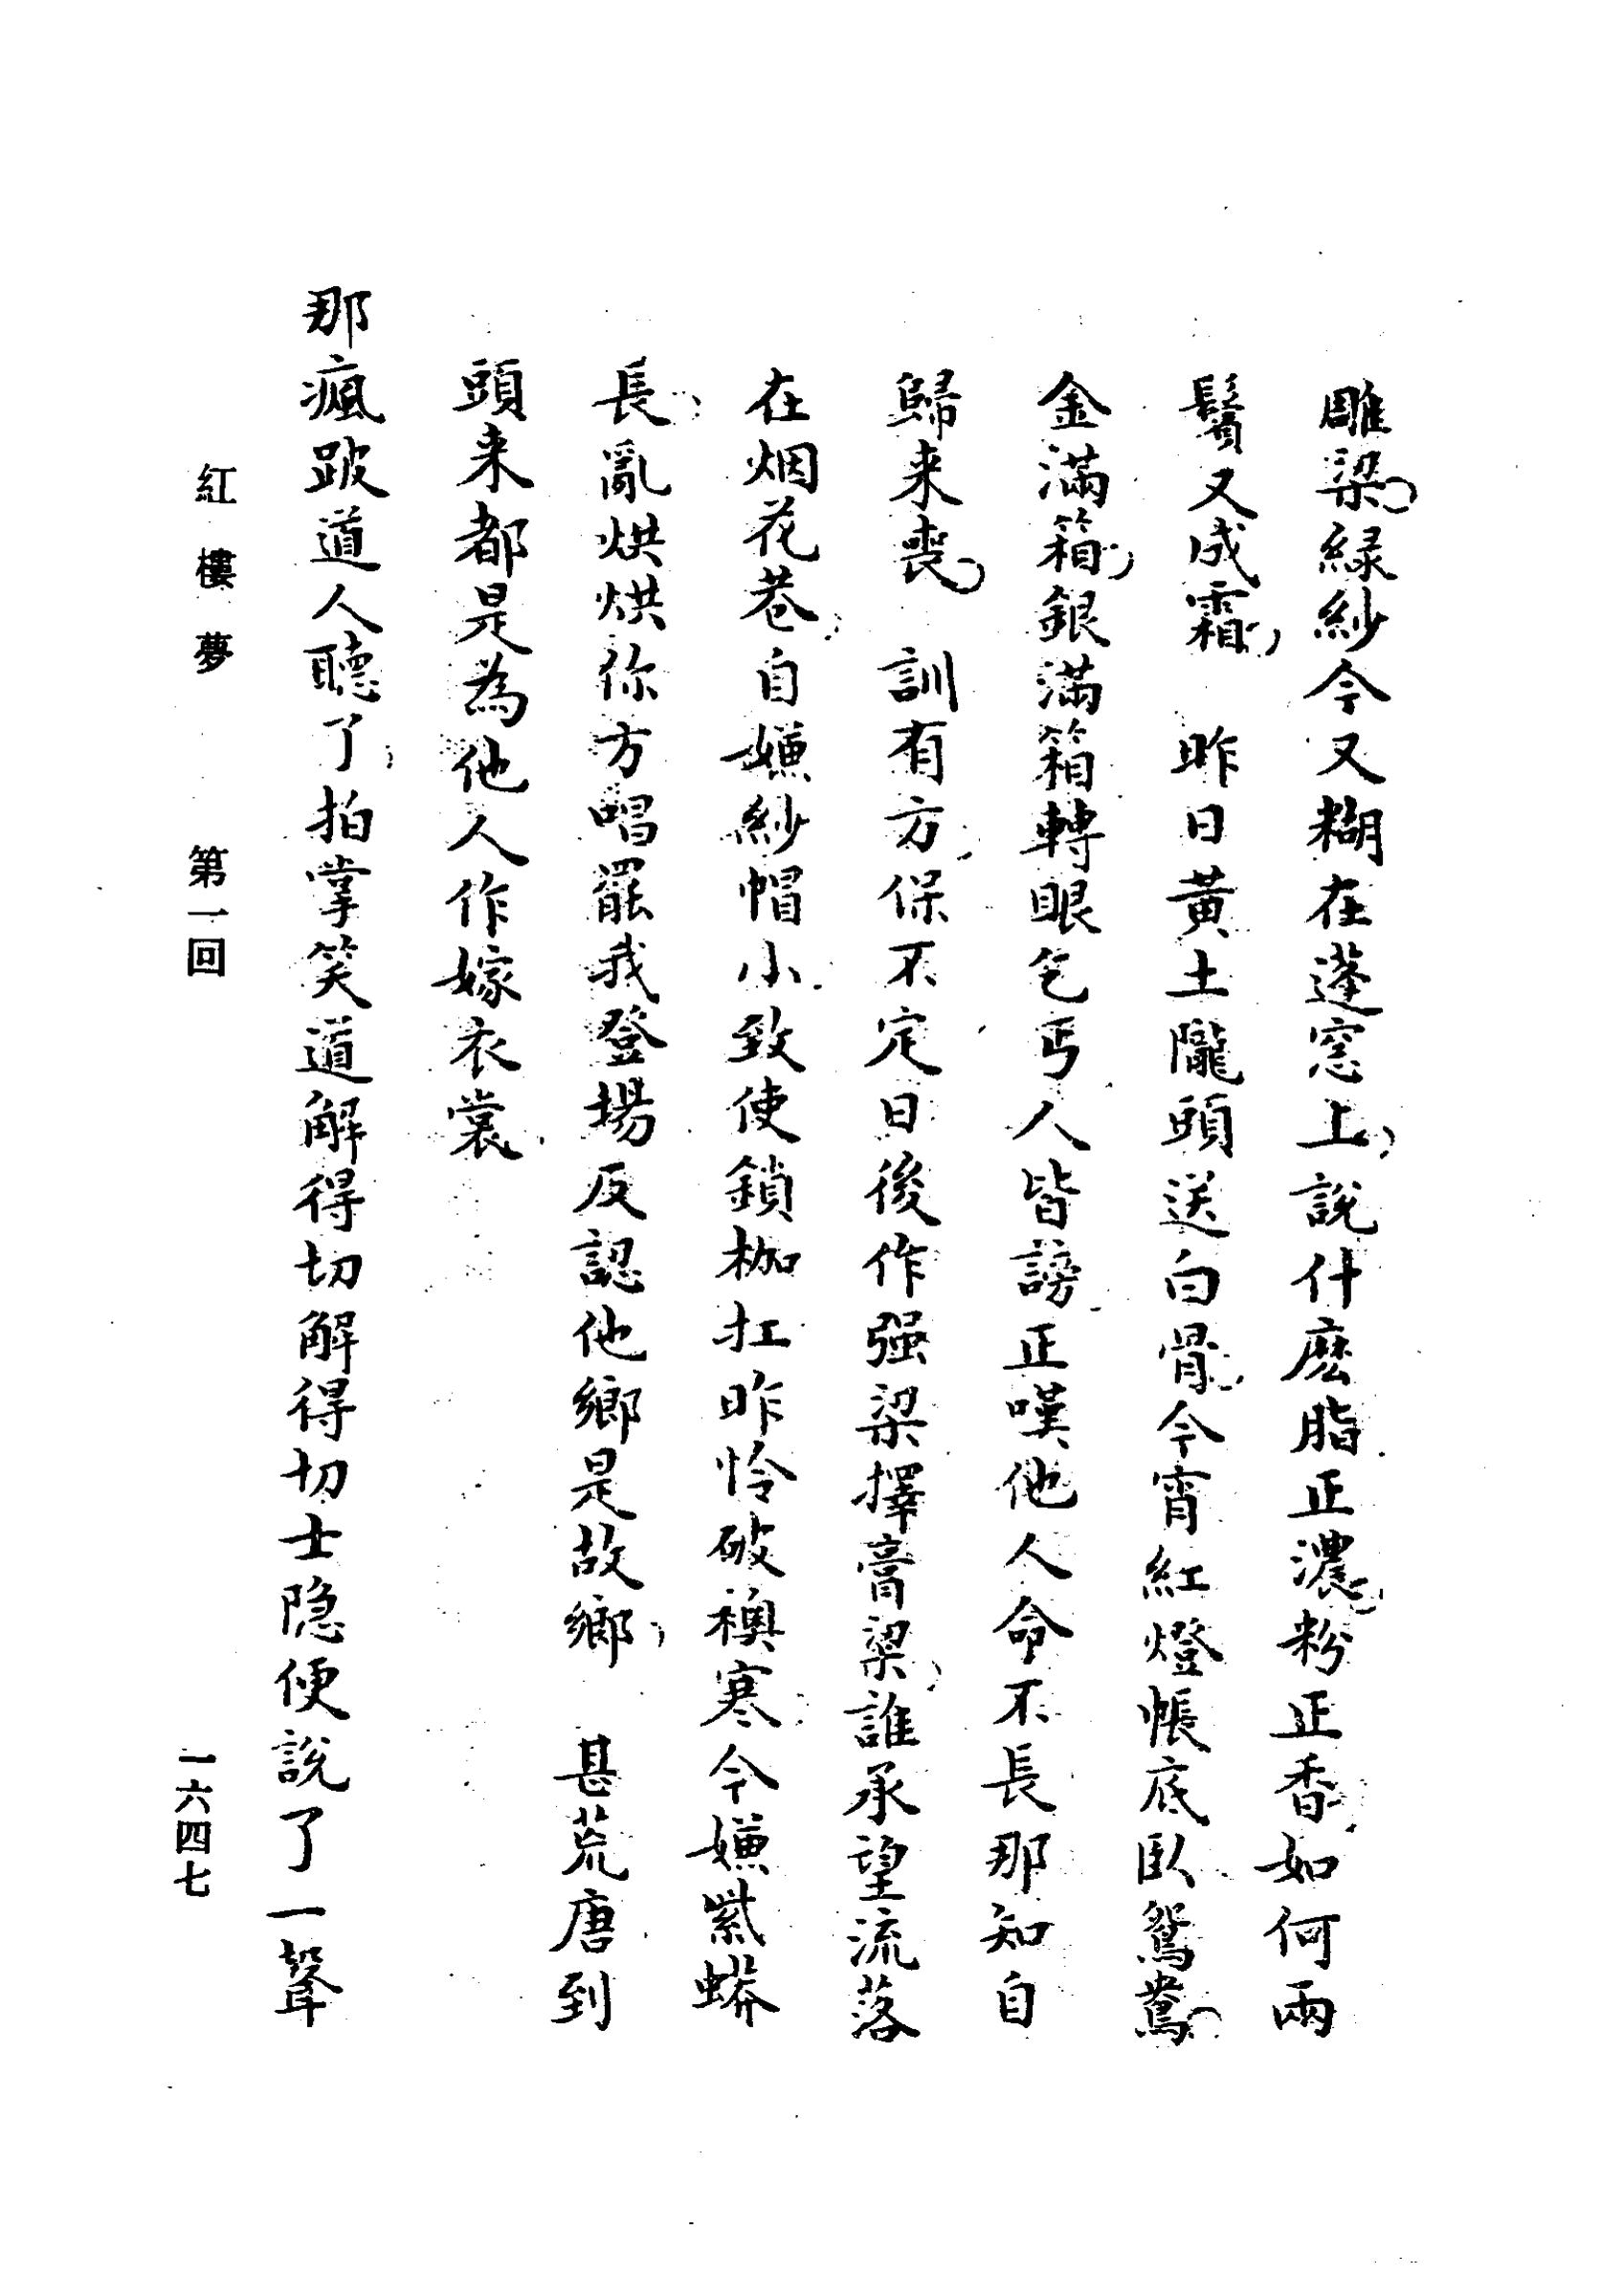 雕梁緑紗今又糊在蓬窓上說什麽脂正濃粉正香如何兩
鬢又成霜　昨日黃土隴頭送白骨今宵紅燈帳底臥鴛鴦
金滿箱銀滿箱轉眼乞丐人皆謗正嘆他人命不長那知自
歸来喪　訓有方保不定日後作强梁擇膏粱誰承望流落
在烟花巷自嫌紗帽小致使鎖枷扛昨怜破襖寒今嫌紫蟒
長亂烘烘你方唱罷我登場反認他鄉是故鄉　甚荒唐到
頭来都是為他人作嫁衣裳
那瘋跛道人聽了拍掌笑道解得切解得切士隐便說了一聲
紅樓夢　第一回　一六四七